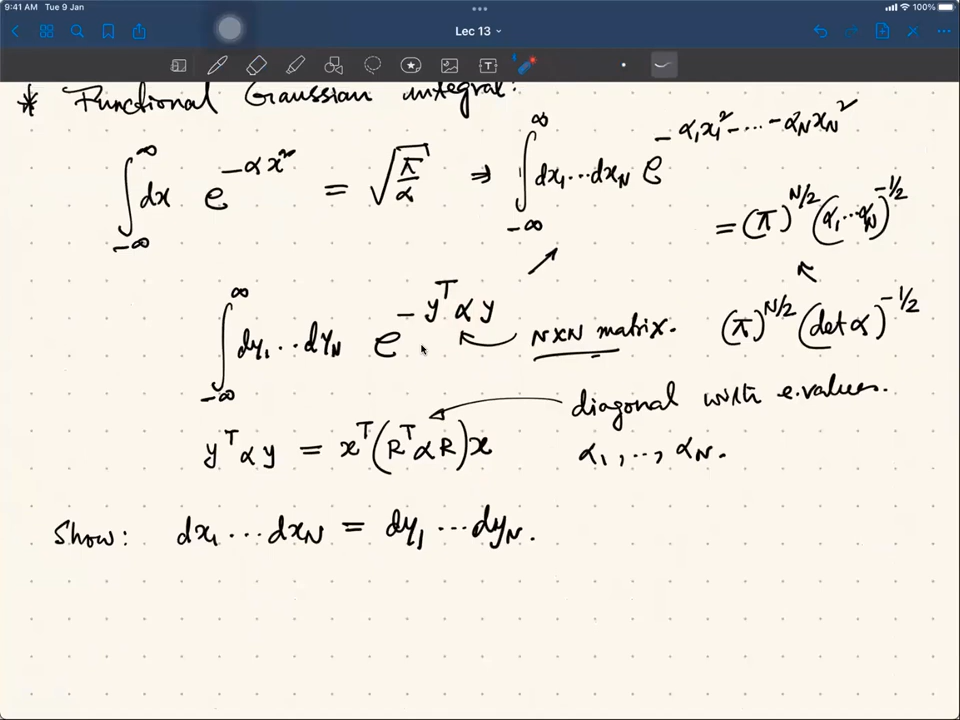 9:41 AM Tue 9 Jan
100%
Lec 13
* Functional Gaussian integral:
∫_{-∞}^{∞} dx e^{-αx²} = √(π/α) ⇒ ∫_{-∞}^{∞} dx₁...dx_N e^{-α₁x₁²-...-α_N x_N²}
= (π)^{N/2} (α₁...α_N)^{-1/2}
∫_{-∞}^{∞} dy₁..dy_N e^{-y^T α y} N×N matrix. (π)^{N/2} (det α)^{-1/2}
diagonal with e.values.
y^T α y = x^T (R^T α R) x α₁,..,α_N.
Show: dx₁...dx_N = dy₁...dy_N.